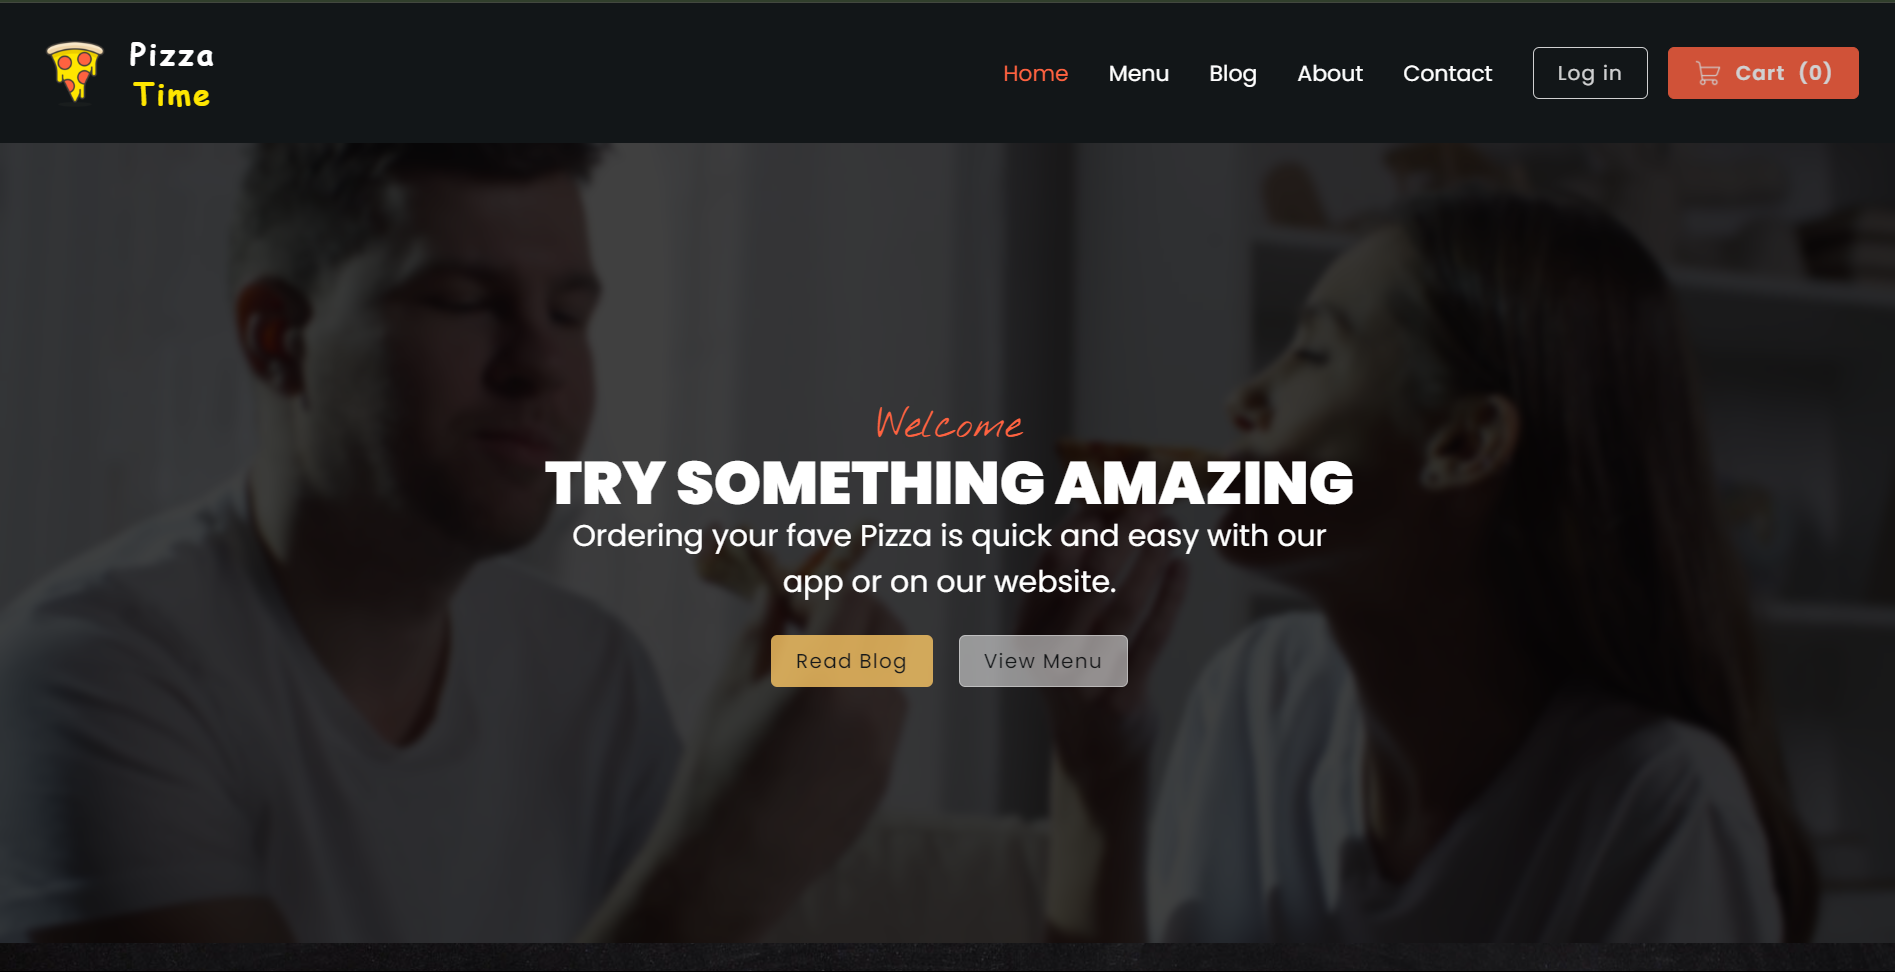 Pizza
Time
Home Menu Blog About Contact Log in Cart (0)
Welcome
TRY SOMETHING AMAZING
Ordering your fave Pizza is quick and easy with our
app or on our website.
Read Blog View Menu